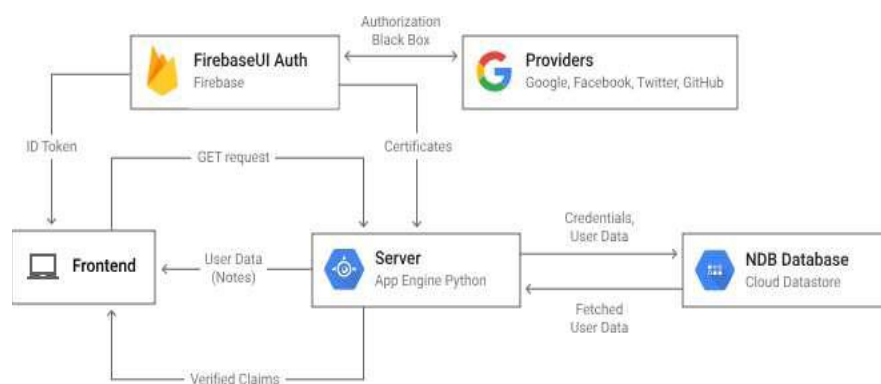 Authorization
Black Box
FirebaseUI Auth
Firebase
Providers
Google, Facebook, Twitter, GitHub
ID Token
Certificates
GET request
Credentials,
User Data
Frontend
User Data
(Notes)
Server
App Engine Python
NDB Database
Cloud Datastore
Fetched
User Data
Verified Claims